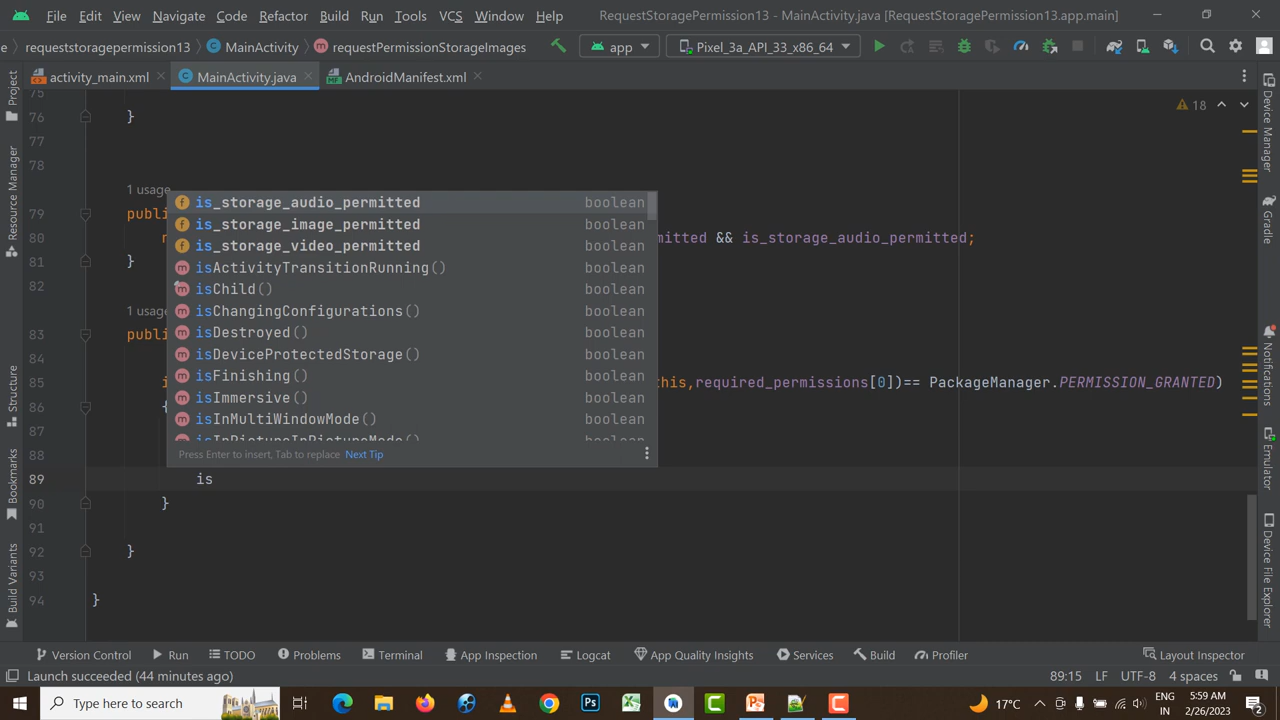 File Edit View Navigate Code Refactor Build Run Tools VCS Window Help RequestStoragePermission13 - MainActivity.java [RequestStoragePermission13.app.main]
e requeststoragepermission13 MainActivity requestPermissionStorageImages app Pixel_3a_API_33_x86_64
activity_main.xml MainActivity.java AndroidManifest.xml
75
76 }
77
78
1 usage
79 publi
80 mitted && is_storage_audio_permitted;
81 }
82
1 usage
83 publi
84
85 this,required_permissions[0])== PackageManager.PERMISSION_GRANTED)
86 {
87
88
89 is
90 }
91
92 }
93
94 }
18
is_storage_audio_permitted boolean
is_storage_image_permitted boolean
is_storage_video_permitted boolean
isActivityTransitionRunning() boolean
isChild() boolean
isChangingConfigurations() boolean
isDestroyed() boolean
isDeviceProtectedStorage() boolean
isFinishing() boolean
isImmersive() boolean
isInMultiWindowMode() boolean
isInPictureInPictureMode() boolean
Press Enter to insert, Tab to replace Next Tip
Project
Resource Manager
Structure
Bookmarks
Build Variants
Device Manager
Gradle
Notifications
Emulator
Device File Explorer
Version Control Run TODO Problems Terminal App Inspection Logcat App Quality Insights Services Build Profiler Layout Inspector
Launch succeeded (44 minutes ago) 89:15 LF UTF-8 4 spaces
Type here to search 17°C ENG IN 5:59 AM 2/26/2023 2